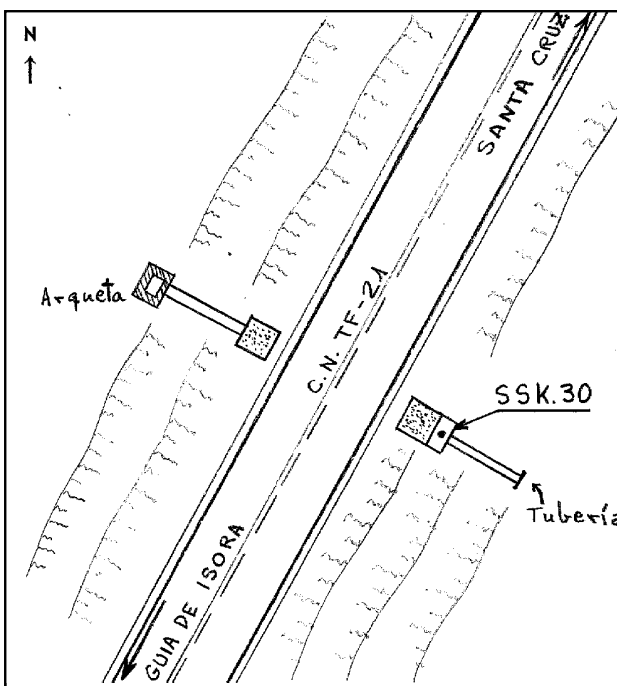 N
SANTA CRUZ
Arqueta
C.N. TF-21
SSK.30
Tubería
GUIA DE ISORA